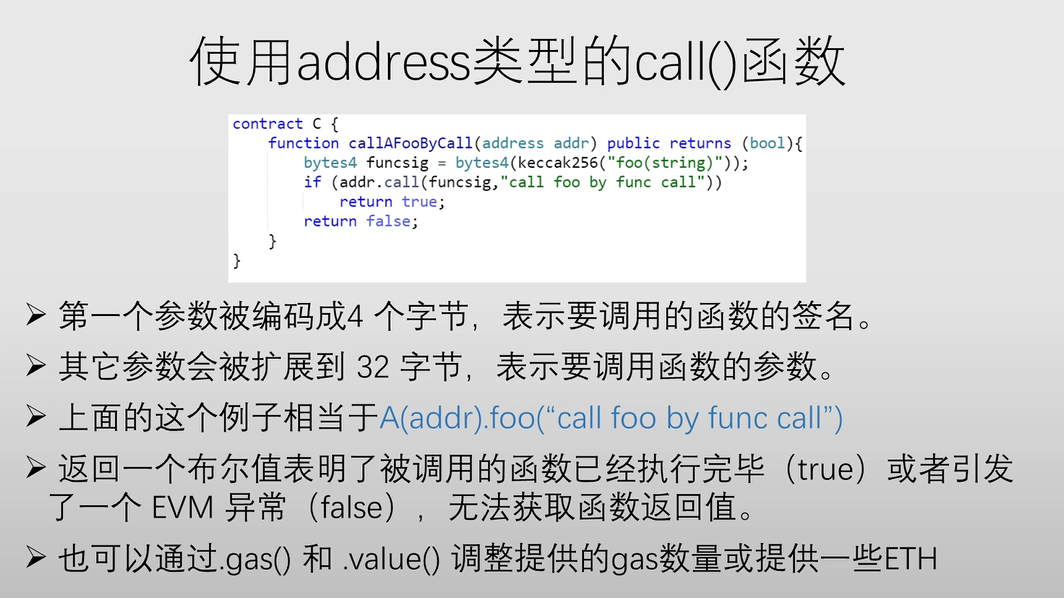 使用address类型的call()函数
contract C {
    function callAFooByCall(address addr) public returns (bool){
        bytes4 funcsig = bytes4(keccak256("foo(string)"));
        if (addr.call(funcsig,"call foo by func call"))
            return true;
        return false;
    }
}
➢ 第一个参数被编码成4 个字节，表示要调用的函数的签名。
➢ 其它参数会被扩展到 32 字节，表示要调用函数的参数。
➢ 上面的这个例子相当于A(addr).foo(“call foo by func call”)
➢ 返回一个布尔值表明了被调用的函数已经执行完毕（true）或者引发
了一个 EVM 异常（false），无法获取函数返回值。
➢ 也可以通过.gas() 和 .value() 调整提供的gas数量或提供一些ETH